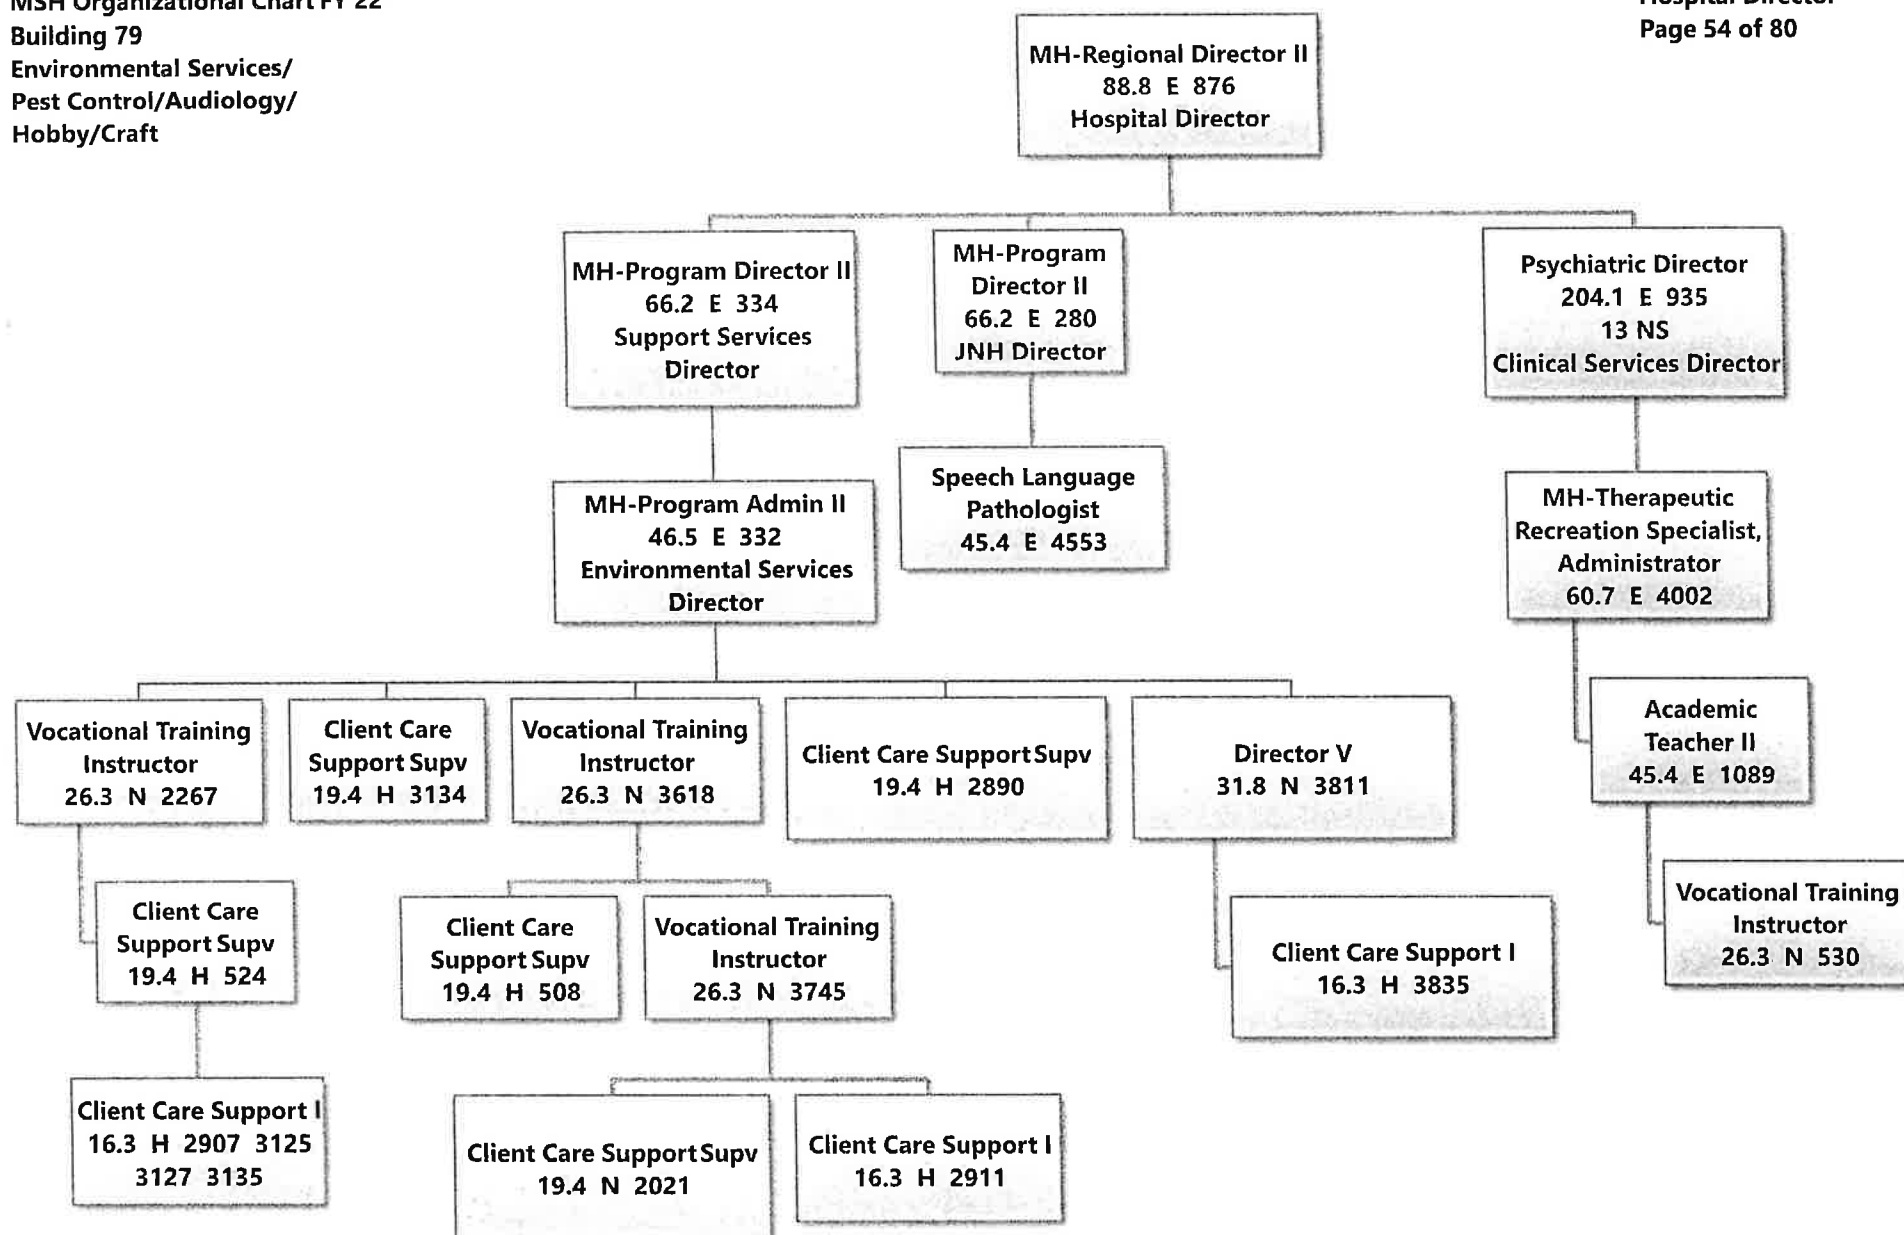 MSH Organizational Chart FY 22
Building 79
Environmental Services/
Pest Control/Audiology/
Hobby/Craft
Hospital Director
Page 54 of 80
MH-Regional Director II
88.8 E 876
Hospital Director
MH-Program Director II
66.2 E 334
Support Services
Director
MH-Program
Director II
66.2 E 280
JNH Director
Psychiatric Director
204.1 E 935
13 NS
Clinical Services Director
MH-Program Admin II
46.5 E 332
Environmental Services
Director
Speech Language
Pathologist
45.4 E 4553
MH-Therapeutic
Recreation Specialist,
Administrator
60.7 E 4002
Vocational Training
Instructor
26.3 N 2267
Client Care
Support Supv
19.4 H 3134
Vocational Training
Instructor
26.3 N 3618
Client Care Support Supv
19.4 H 2890
Director V
31.8 N 3811
Academic
Teacher II
45.4 E 1089
Client Care
Support Supv
19.4 H 524
Client Care
Support Supv
19.4 H 508
Vocational Training
Instructor
26.3 N 3745
Client Care Support I
16.3 H 3835
Vocational Training
Instructor
26.3 N 530
Client Care Support I
16.3 H 2907 3125
3127 3135
Client Care Support Supv
19.4 N 2021
Client Care Support I
16.3 H 2911